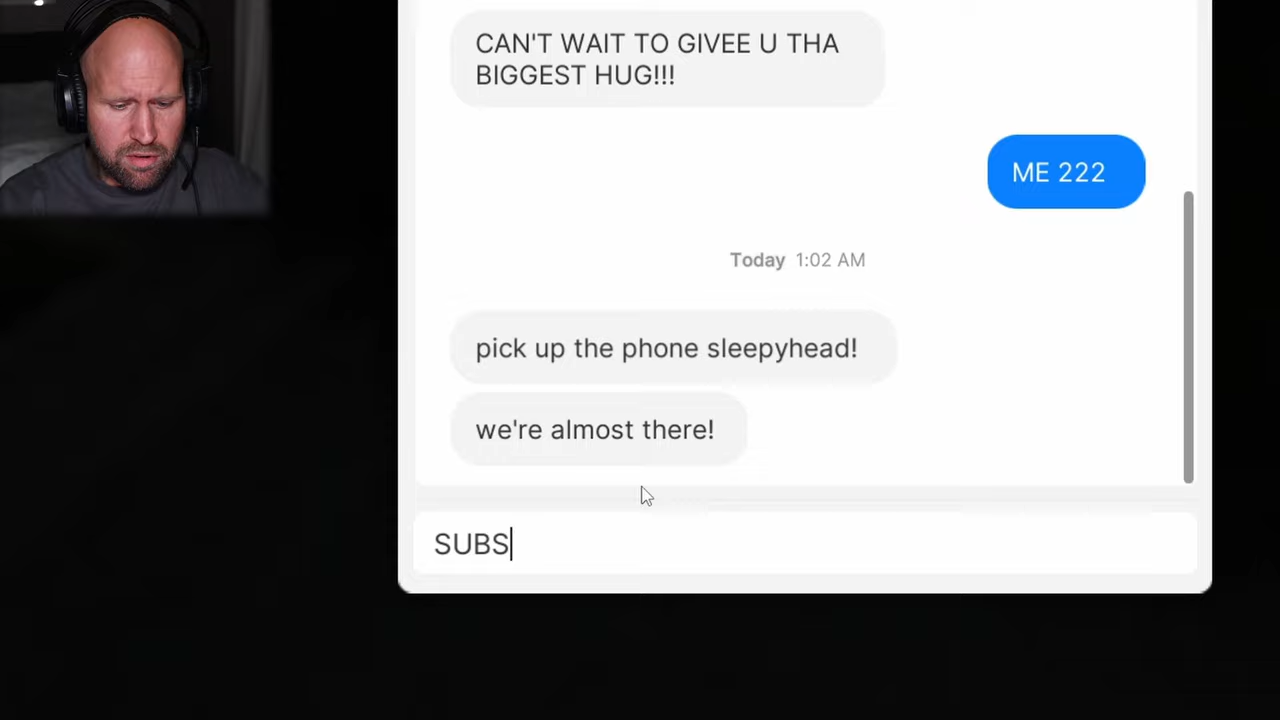 CAN'T WAIT TO GIVEE U THA
BIGGEST HUG!!!
ME 222
Today 1:02 AM
pick up the phone sleepyhead!
we're almost there!
SUBS